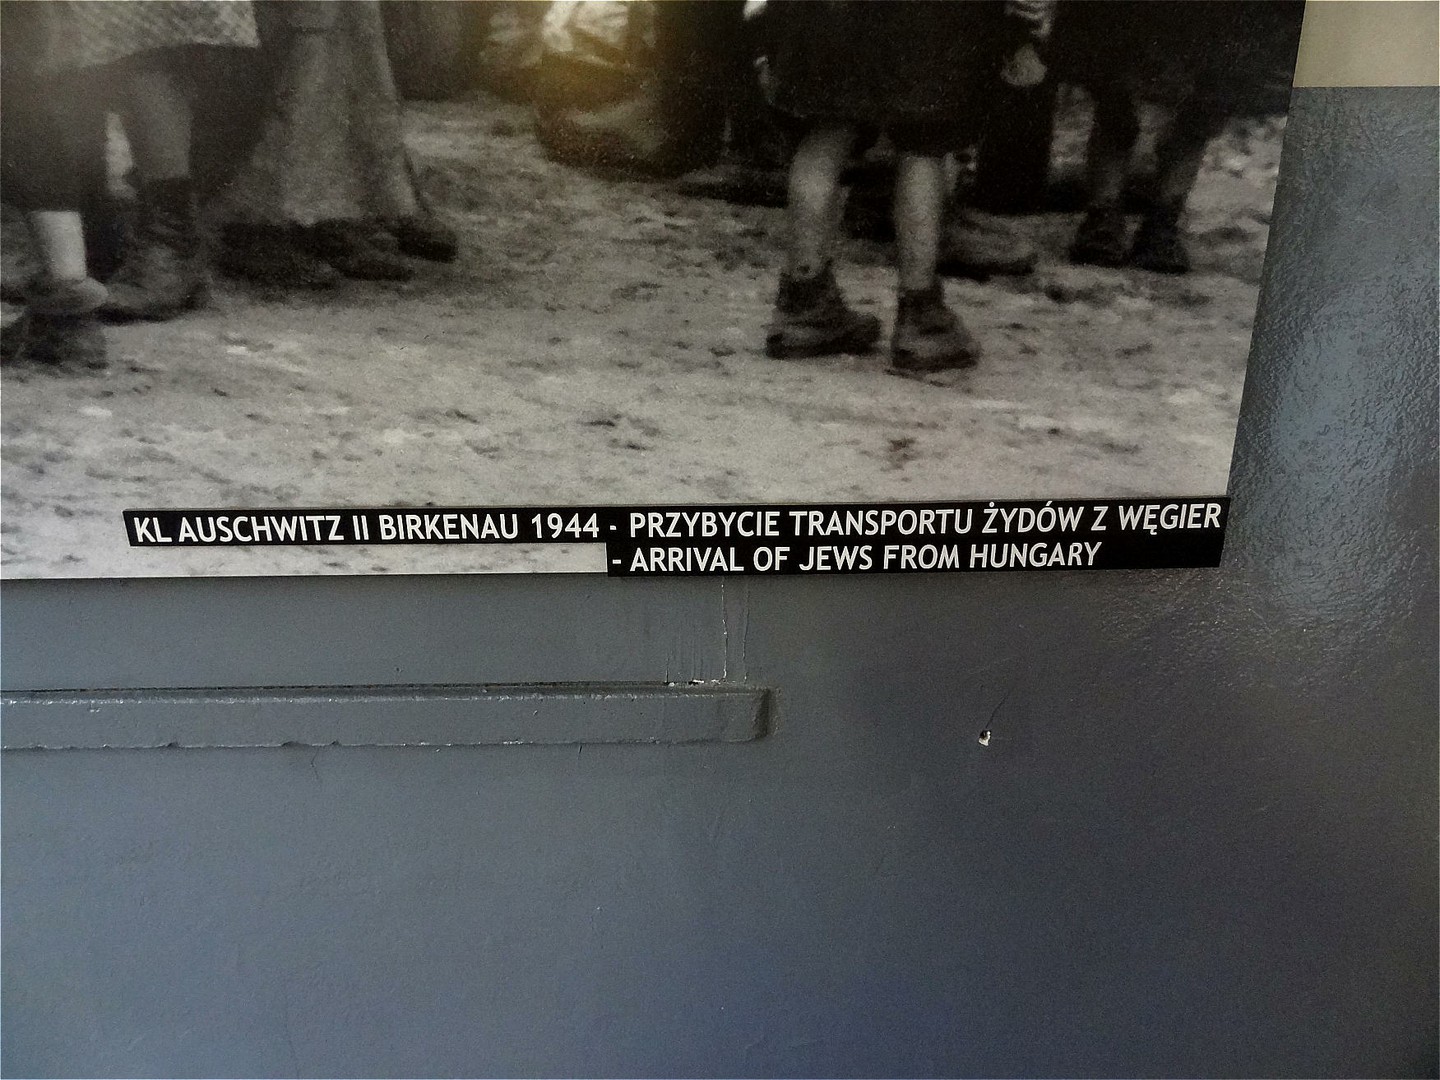 KL AUSCHWITZ II BIRKENAU 1944 - PRZYBYCIE TRANSPORTU ŻYDÓW Z WĘGIER
- ARRIVAL OF JEWS FROM HUNGARY